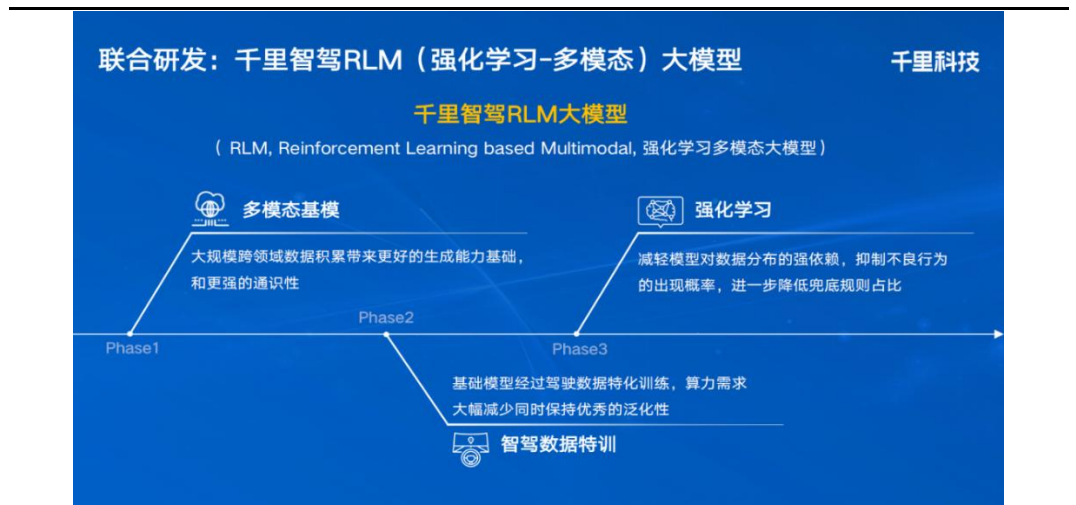 联合研发：千里智驾RLM（强化学习-多模态）大模型
千里科技
千里智驾RLM大模型
( RLM, Reinforcement Learning based Multimodal, 强化学习多模态大模型)
多模态基模
大规模跨领域数据积累带来更好的生成能力基础，
和更强的通识性
强化学习
减轻模型对数据分布的强依赖，抑制不良行为
的出现概率，进一步降低兜底规则占比
Phase1
Phase2
Phase3
基础模型经过驾驶数据特化训练，算力需求
大幅减少同时保持优秀的泛化性
智驾数据特训